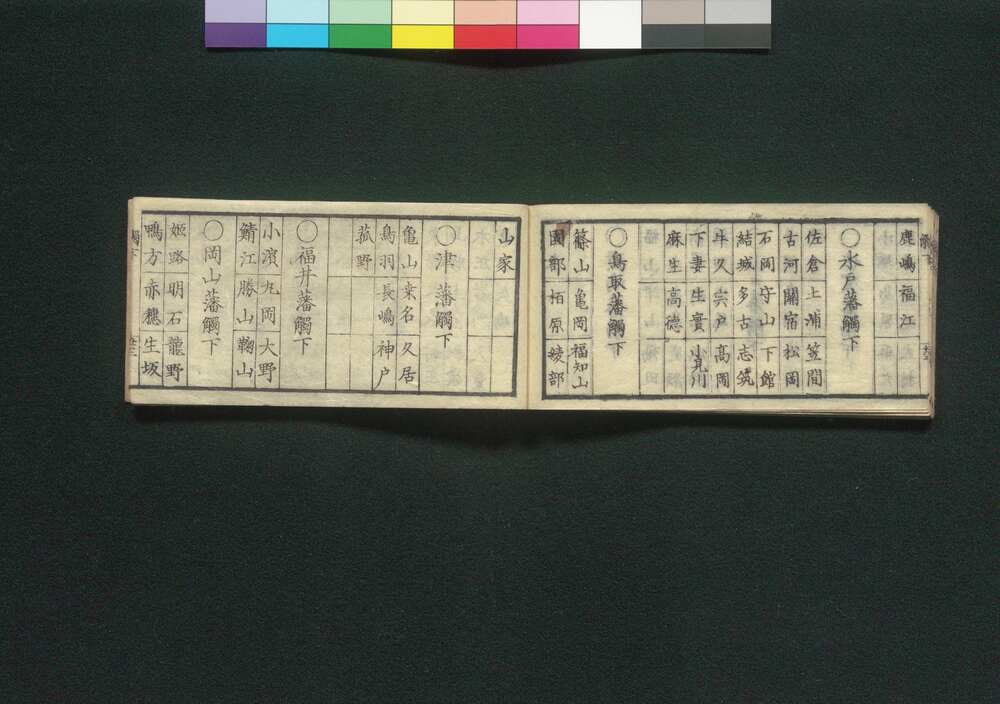 鹿嶋 福江
○水戸藩觸下
佐倉 土浦 笠間
古河 關宿 松岡
石岡 守山 下館
結城 多古 志筑
牛久 宍戸 高岡
下妻 生實 小見川
麻生 高德
○鳥取藩觸下
篠山 亀岡 福知山
園部 栢原 綾部
山家
○津藩觸下
亀山 桒名 久居
鳥羽 長嶋 神戸
菰野
○福井藩觸下
小濱 丸岡 大野
鯖江 勝山 鞠山
○岡山藩觸下
姫路 明石 龍野
鴨方 赤穂 生坂